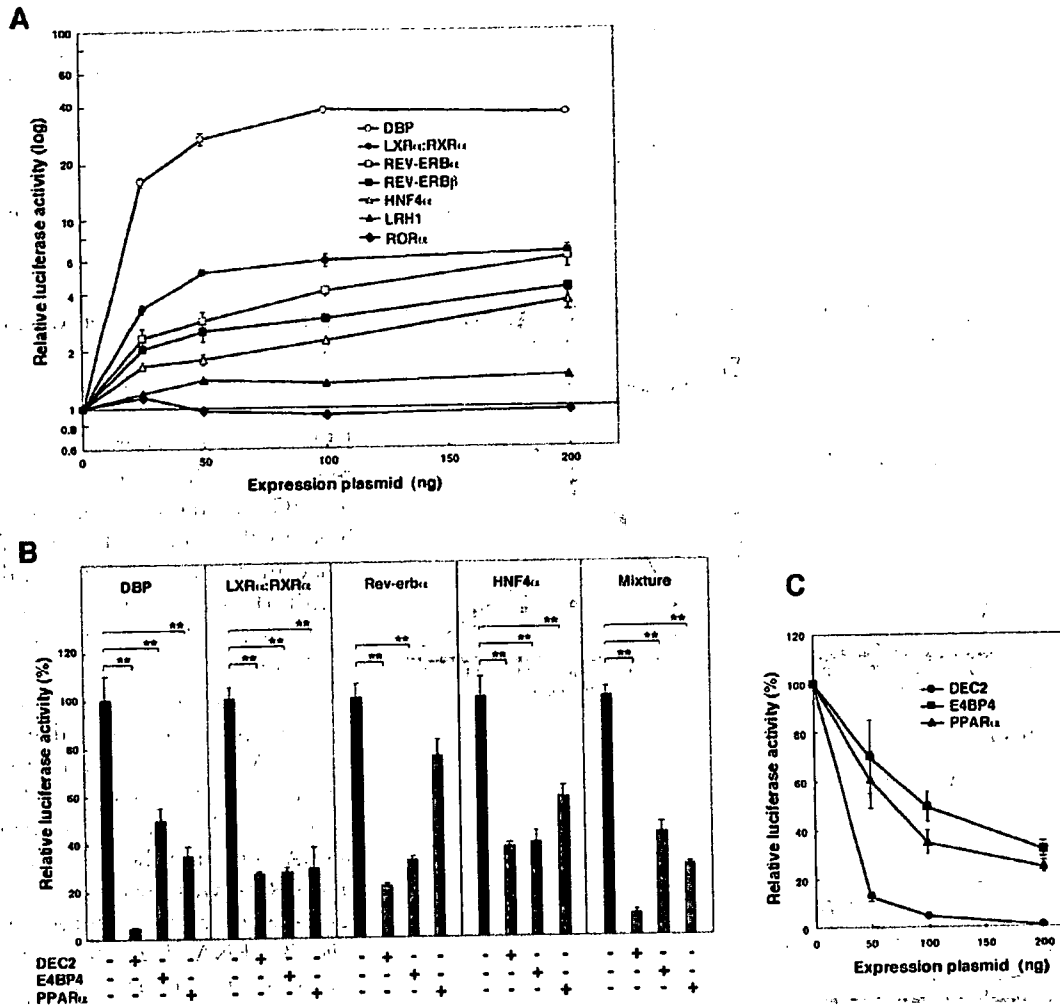 A
Relative luciferase activity (log)
100
60
40
20
10
6
4
2
1
0.8
0.6
0
50
100
150
200
Expression plasmid (ng)
DBP
LXRα:RXRα
REV-ERBα
REV-ERBβ
HNF4α
LRH1
RORα
B
DBP
LXRα:RXRα
Rev-erbα
HNF4α
Mixture
** ** **
** ** **
** **
** ** **
** ** **
Relative luciferase activity (%)
120
100
80
60
40
20
0
DEC2 - + - - - + - - - + - - - + - - - + - -
E4BP4 - - + - - - + - - - + - - - + - - - + -
PPARα - - - + - - - + - - - + - - - + - - - +
C
Relative luciferase activity (%)
120
100
80
60
40
20
0
DEC2
E4BP4
PPARα
0
50
100
150
200
Expression plasmid (ng)